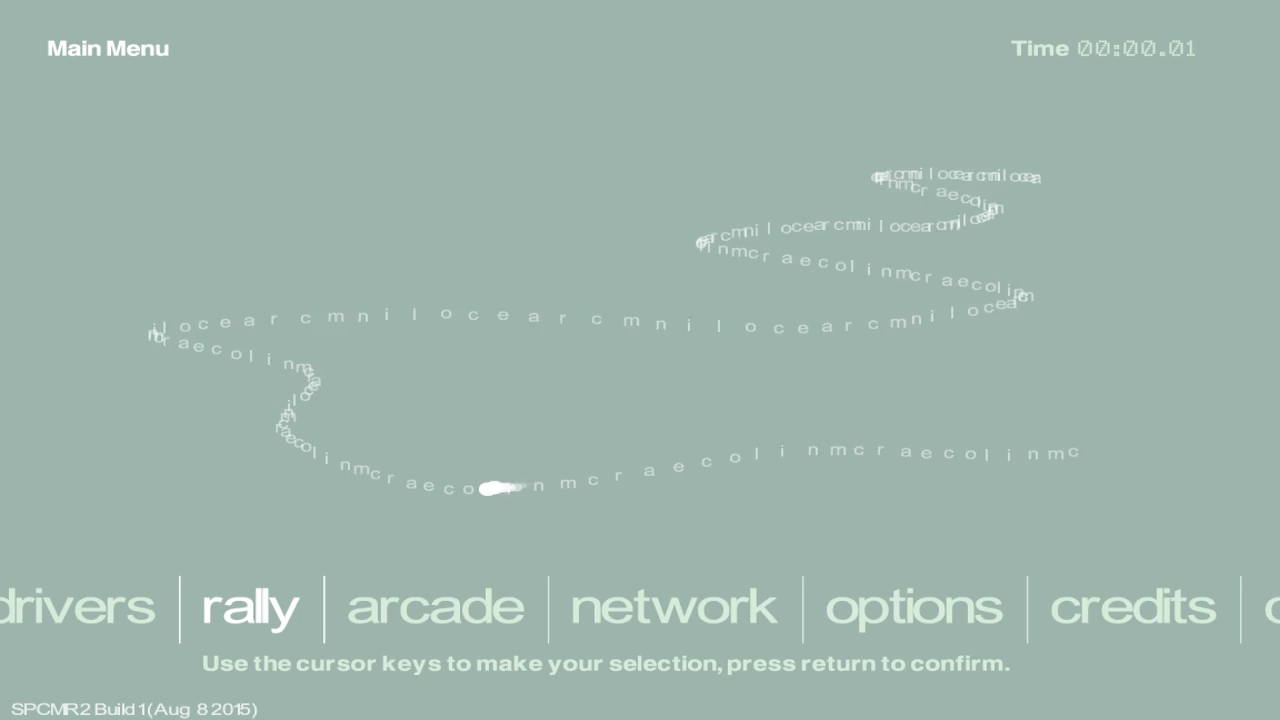 Main Menu
Time 00:00.01
drivers rally arcade network options credits
Use the cursor keys to make your selection, press return to confirm.
SPCMR2 Build 1 (Aug 8 2015)